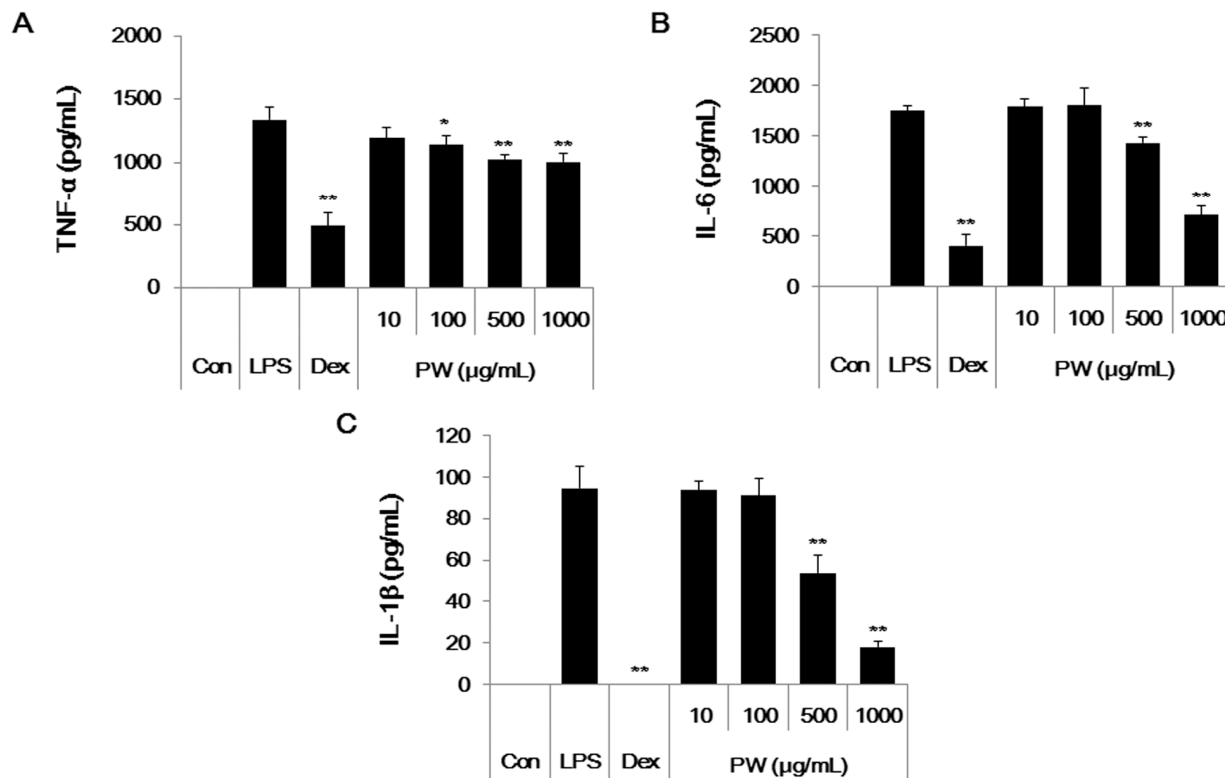 A
TNF-α (pg/mL)
2000
1500
1000
500
0
**
*
**
**
10 100 500 1000
Con LPS Dex PW (µg/mL)
B
IL-6 (pg/mL)
2500
2000
1500
1000
500
0
**
**
**
10 100 500 1000
Con LPS Dex PW (µg/mL)
C
IL-1β (pg/mL)
120
100
80
60
40
20
0
**
**
**
10 100 500 1000
Con LPS Dex PW (µg/mL)